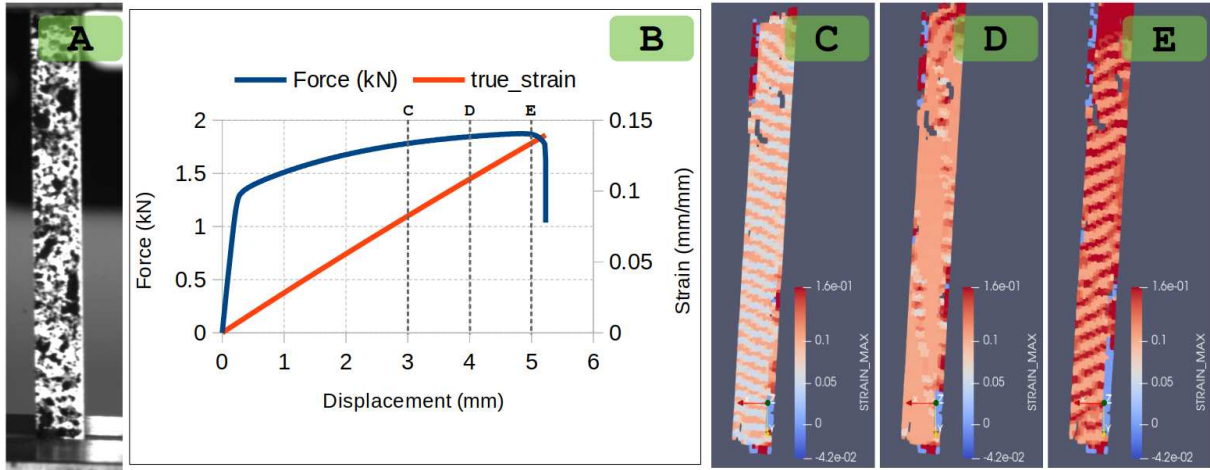 A
B
Force (kN) true_strain
C D E
2
1.5
1
0.5
0
0.15
0.1
0.05
0
0 1 2 3 4 5 6
Force (kN)
Strain (mm/mm)
Displacement (mm)
C
1.6e-01
0.1
0.05
0
-4.2e-02
STRAIN_MAX
Z
Y
D
1.6e-01
0.1
0.05
0
-4.2e-02
STRAIN_MAX
Z
Y
E
1.6e-01
0.1
0.05
0
-4.2e-02
STRAIN_MAX
Z
Y